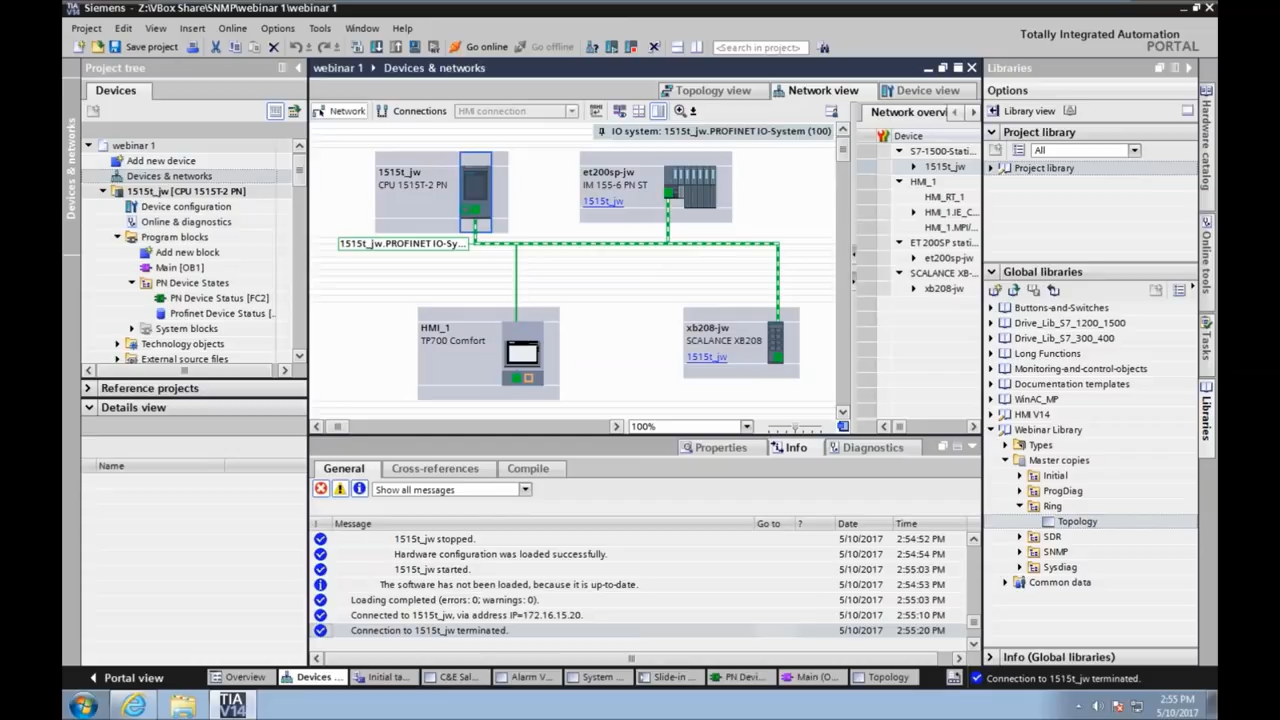 TIA V14 Siemens - Z:\VBox Share\SNMP\webinar 1\webinar 1
Project Edit View Insert Online Options Tools Window Help
Totally Integrated Automation
PORTAL
Save project
Go online
Go offline
<Search in project>
Project tree
Devices
Devices & networks
webinar 1
Add new device
Devices & networks
1515t_jw [CPU 1515T-2 PN]
Device configuration
Online & diagnostics
Program blocks
Add new block
Main [OB1]
PN Device States
PN Device Status [FC2]
Profinet Device Status [..
System blocks
Technology objects
External source files
Reference projects
Details view
Name
webinar 1 Devices & networks
Topology view
Network view
Device view
Network
Connections
HMI connection
IO system: 1515t_jw.PROFINET IO-System (100)
1515t_jw
CPU 1515T-2 PN
et200sp-jw
IM 155-6 PN ST
1515t_jw
1515t_jw.PROFINET IO-Sy...
HMI_1
TP700 Comfort
xb208-jw
SCALANCE XB208
1515t_jw
100%
Network overv
Device
S7-1500-Stati...
1515t_jw
HMI_1
HMI_RT_1
HMI_1.IE_C...
HMI_1.MPI/...
ET 200SP stati...
et200sp-jw
SCALANCE XB-...
xb208-jw
Properties
Info
Diagnostics
General
Cross-references
Compile
Show all messages
! Message Go to ? Date Time
1515t_jw stopped. 5/10/2017 2:54:52 PM
Hardware configuration was loaded successfully. 5/10/2017 2:54:54 PM
1515t_jw started. 5/10/2017 2:55:03 PM
The software has not been loaded, because it is up-to-date. 5/10/2017 2:54:53 PM
Loading completed (errors: 0; warnings: 0). 5/10/2017 2:55:03 PM
Connected to 1515t_jw, via address IP=172.16.15.20. 5/10/2017 2:55:10 PM
Connection to 1515t_jw terminated. 5/10/2017 2:55:20 PM
Libraries
Options
Library view
Project library
All
Project library
Global libraries
Buttons-and-Switches
Drive_Lib_S7_1200_1500
Drive_Lib_S7_300_400
Long Functions
Monitoring-and-control-objects
Documentation templates
WinAC_MP
HMI V14
Webinar Library
Types
Master copies
Initial
ProgDiag
Ring
Topology
SDR
SNMP
Sysdiag
Common data
Info (Global libraries)
Hardware catalog
Online tools
Tasks
Libraries
Portal view
Overview
Devices ...
Initial ta...
C&E Sal...
Alarm V...
System ...
Slide-in ...
PN Devi...
Main (O...
Topology
Connection to 1515t_jw terminated.
TIA
V14
2:55 PM
5/10/2017